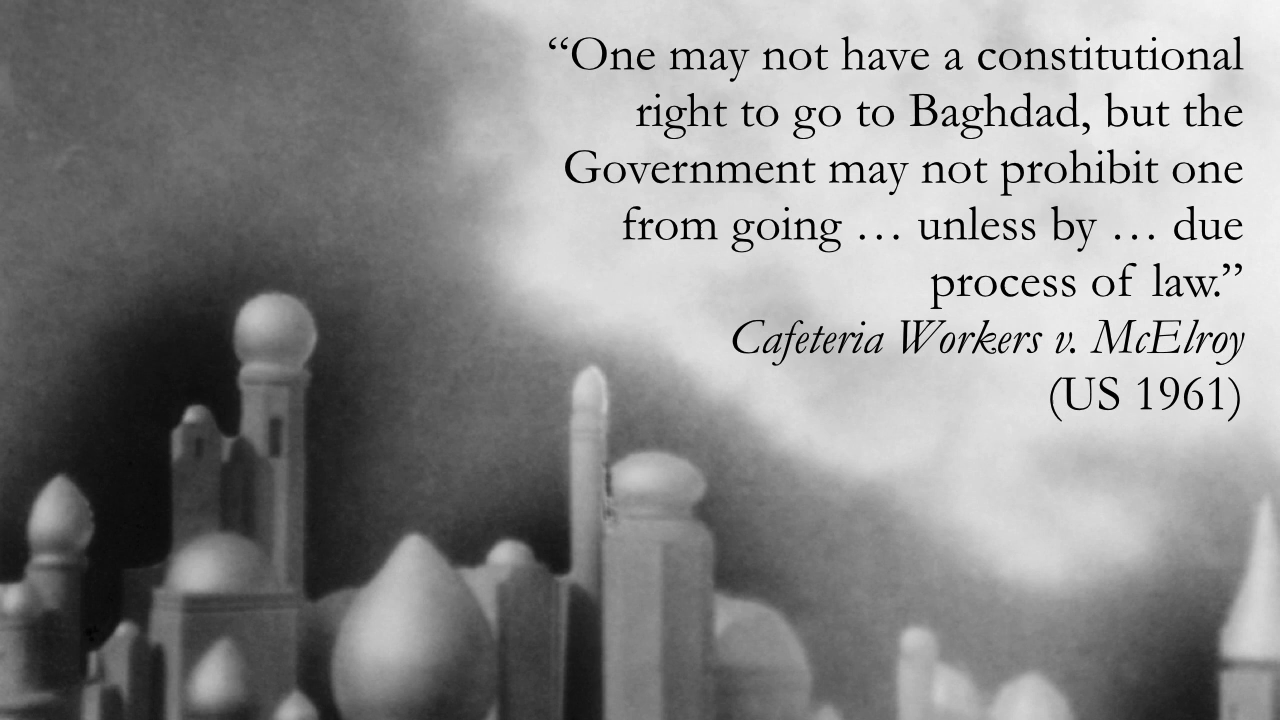 “One may not have a constitutional
right to go to Baghdad, but the
Government may not prohibit one
from going … unless by … due
process of law.”
Cafeteria Workers v. McElroy
(US 1961)